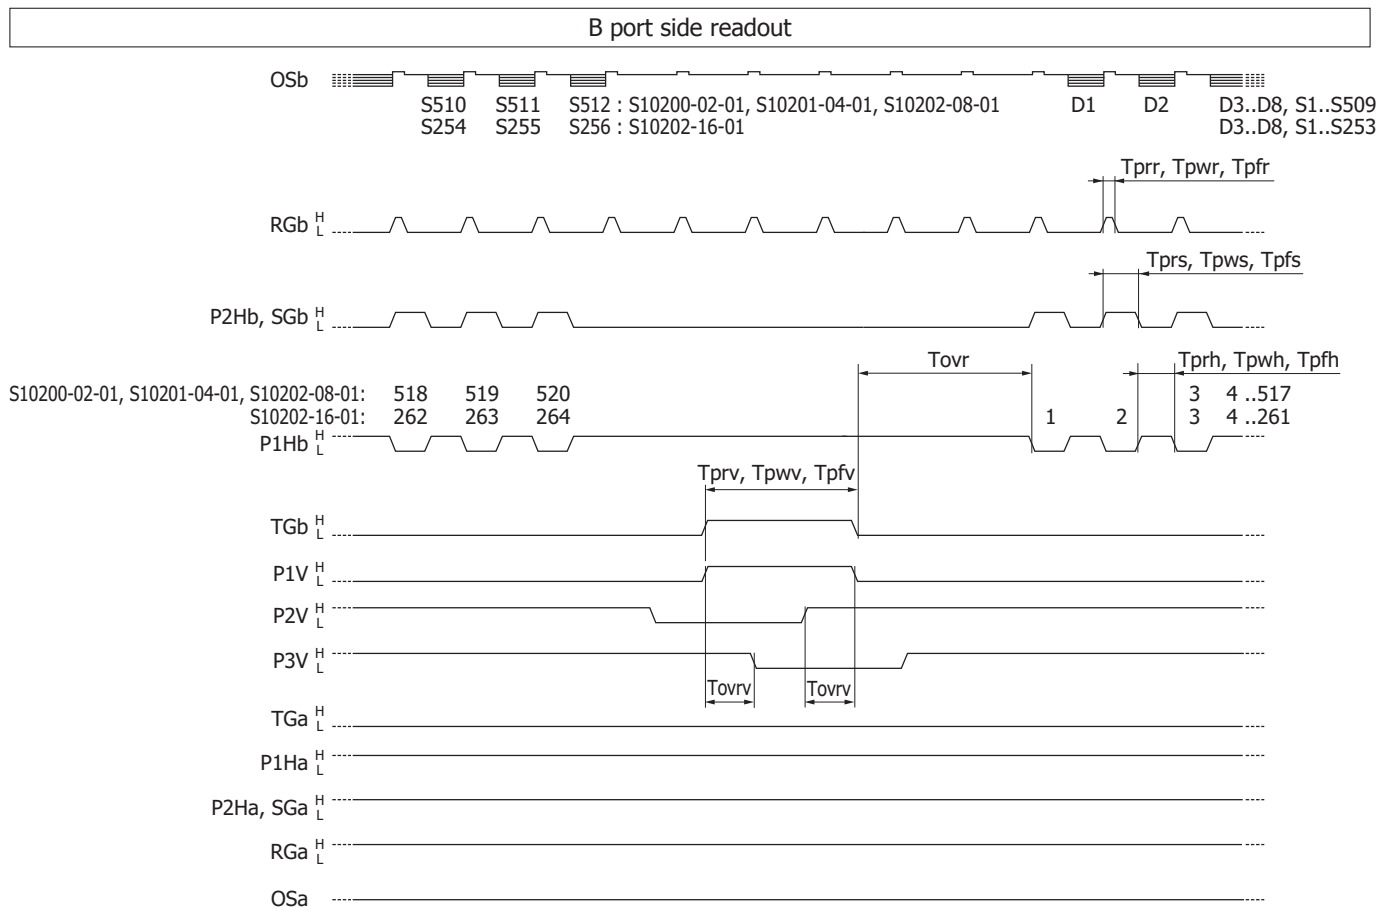 B port side readout
OSb
S510 S511 S512 : S10200-02-01, S10201-04-01, S10202-08-01 D1 D2 D3..D8, S1..S509
S254 S255 S256 : S10202-16-01 D3..D8, S1..S253
Tprr, Tpwr, Tpfr
RGb H L
Tprs, Tpws, Tpfs
P2Hb, SGb H L
Tovr Tprh, Tpwh, Tpfh
S10200-02-01, S10201-04-01, S10202-08-01: 518 519 520 3 4 ..517
S10202-16-01: 262 263 264 1 2 3 4 ..261
P1Hb H L
Tprv, Tpwv, Tpfv
TGb H L
P1V H L
P2V H L
P3V H L
Tovrv Tovrv
TGa H L
P1Ha H L
P2Ha, SGa H L
RGa H L
OSa